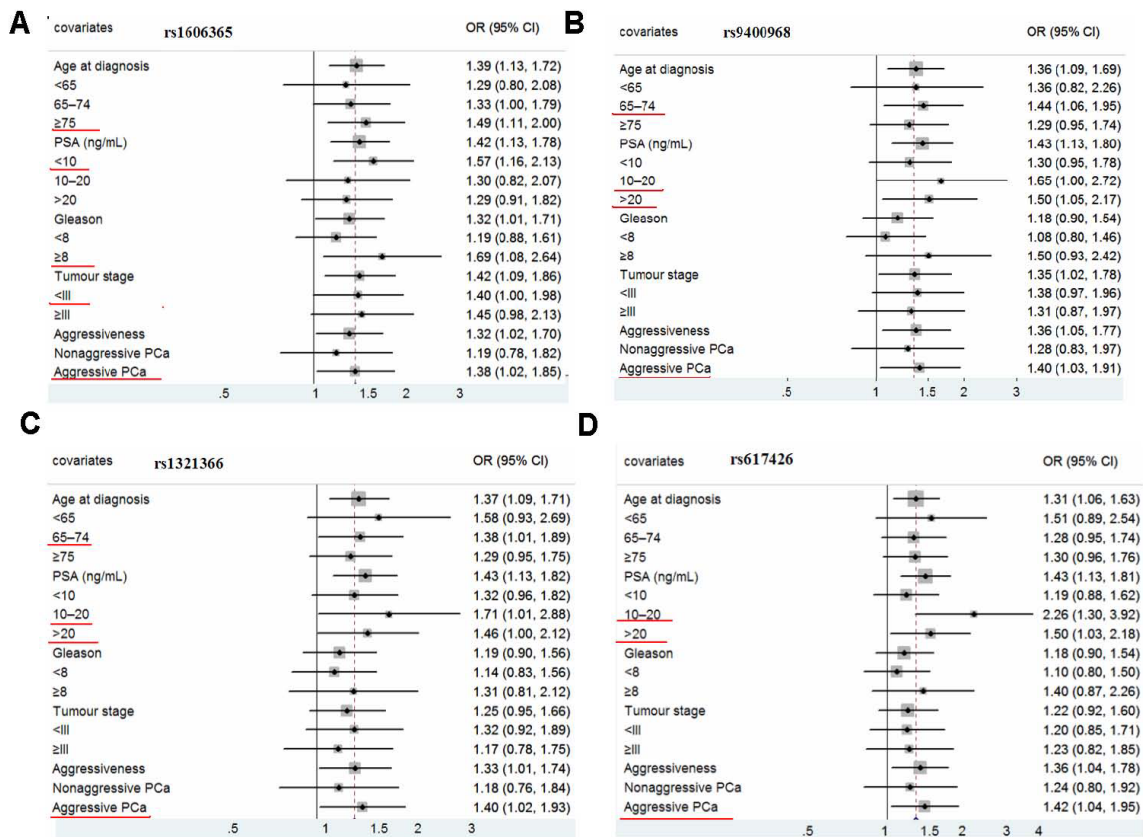 A
covariates rs1606365 OR (95% CI)
Age at diagnosis 1.39 (1.13, 1.72)
<65 1.29 (0.80, 2.08)
65–74 1.33 (1.00, 1.79)
≥75 1.49 (1.11, 2.00)
PSA (ng/mL) 1.42 (1.13, 1.78)
<10 1.57 (1.16, 2.13)
10–20 1.30 (0.82, 2.07)
>20 1.29 (0.91, 1.82)
Gleason 1.32 (1.01, 1.71)
<8 1.19 (0.88, 1.61)
≥8 1.69 (1.08, 2.64)
Tumour stage 1.42 (1.09, 1.86)
<III 1.40 (1.00, 1.98)
≥III 1.45 (0.98, 2.13)
Aggressiveness 1.32 (1.02, 1.70)
Nonaggressive PCa 1.19 (0.78, 1.82)
Aggressive PCa 1.38 (1.02, 1.85)
.5 1 1.5 2 3
B
covariates rs9400968 OR (95% CI)
Age at diagnosis 1.36 (1.09, 1.69)
<65 1.36 (0.82, 2.26)
65–74 1.44 (1.06, 1.95)
≥75 1.29 (0.95, 1.74)
PSA (ng/mL) 1.43 (1.13, 1.80)
<10 1.30 (0.95, 1.78)
10–20 1.65 (1.00, 2.72)
>20 1.50 (1.05, 2.17)
Gleason 1.18 (0.90, 1.54)
<8 1.08 (0.80, 1.46)
≥8 1.50 (0.93, 2.42)
Tumour stage 1.35 (1.02, 1.78)
<III 1.38 (0.97, 1.96)
≥III 1.31 (0.87, 1.97)
Aggressiveness 1.36 (1.05, 1.77)
Nonaggressive PCa 1.28 (0.83, 1.97)
Aggressive PCa 1.40 (1.03, 1.91)
.5 1 1.5 2 3
C
covariates rs1321366 OR (95% CI)
Age at diagnosis 1.37 (1.09, 1.71)
<65 1.58 (0.93, 2.69)
65–74 1.38 (1.01, 1.89)
≥75 1.29 (0.95, 1.75)
PSA (ng/mL) 1.43 (1.13, 1.82)
<10 1.32 (0.96, 1.82)
10–20 1.71 (1.01, 2.88)
>20 1.46 (1.00, 2.12)
Gleason 1.19 (0.90, 1.56)
<8 1.14 (0.83, 1.56)
≥8 1.31 (0.81, 2.12)
Tumour stage 1.25 (0.95, 1.66)
<III 1.32 (0.92, 1.89)
≥III 1.17 (0.78, 1.75)
Aggressiveness 1.33 (1.01, 1.74)
Nonaggressive PCa 1.18 (0.76, 1.84)
Aggressive PCa 1.40 (1.02, 1.93)
.5 1 1.5 2 3
D
covariates rs617426 OR (95% CI)
Age at diagnosis 1.31 (1.06, 1.63)
<65 1.51 (0.89, 2.54)
65–74 1.28 (0.95, 1.74)
≥75 1.30 (0.96, 1.76)
PSA (ng/mL) 1.43 (1.13, 1.81)
<10 1.19 (0.88, 1.62)
10–20 2.26 (1.30, 3.92)
>20 1.50 (1.03, 2.18)
Gleason 1.18 (0.90, 1.54)
<8 1.10 (0.80, 1.50)
≥8 1.40 (0.87, 2.26)
Tumour stage 1.22 (0.92, 1.60)
<III 1.20 (0.85, 1.71)
≥III 1.23 (0.82, 1.85)
Aggressiveness 1.36 (1.04, 1.78)
Nonaggressive PCa 1.24 (0.80, 1.92)
Aggressive PCa 1.42 (1.04, 1.95)
.5 1 1.5 2 3 4